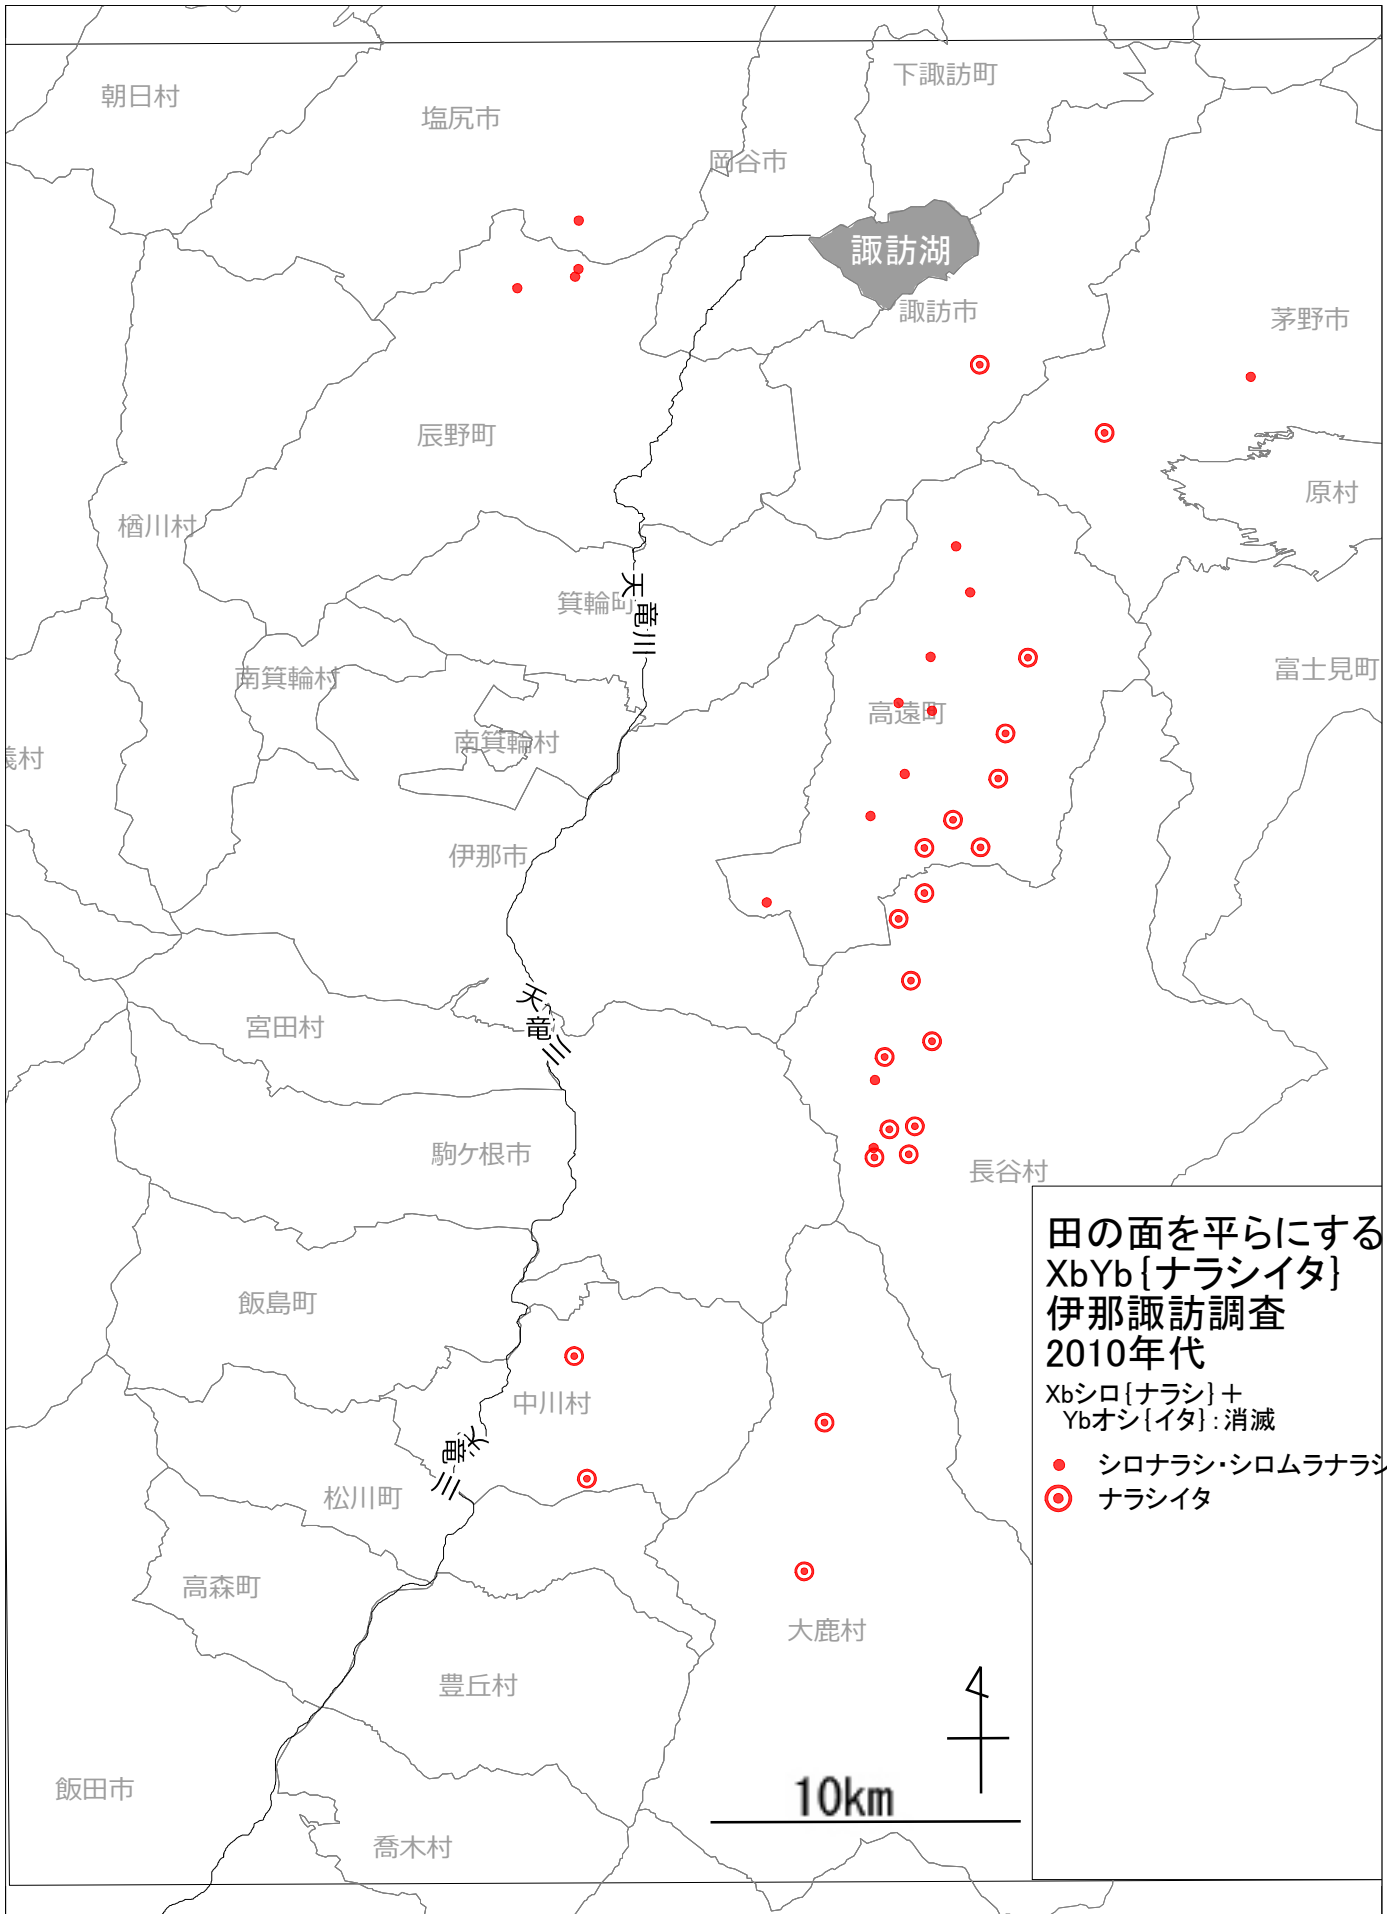 朝日村
塩尻市
下諏訪町
岡谷市
諏訪湖
諏訪市
茅野市
辰野町
原村
楢川村
箕輪町
天竜川
南箕輪村
富士見町
高遠町
南箕輪村
義村
伊那市
天竜川
宮田村
駒ケ根市
長谷村
飯島町
中川村
天竜川
松川町
高森町
大鹿村
豊丘村
飯田市
喬木村
10km
田の面を平らにする
XbYb{ナラシイタ}
伊那諏訪調査
2010年代
Xbシロ{ナラシ}＋
Ybオシ{イタ}:消滅
シロナラシ・シロムラナラシ
ナラシイタ